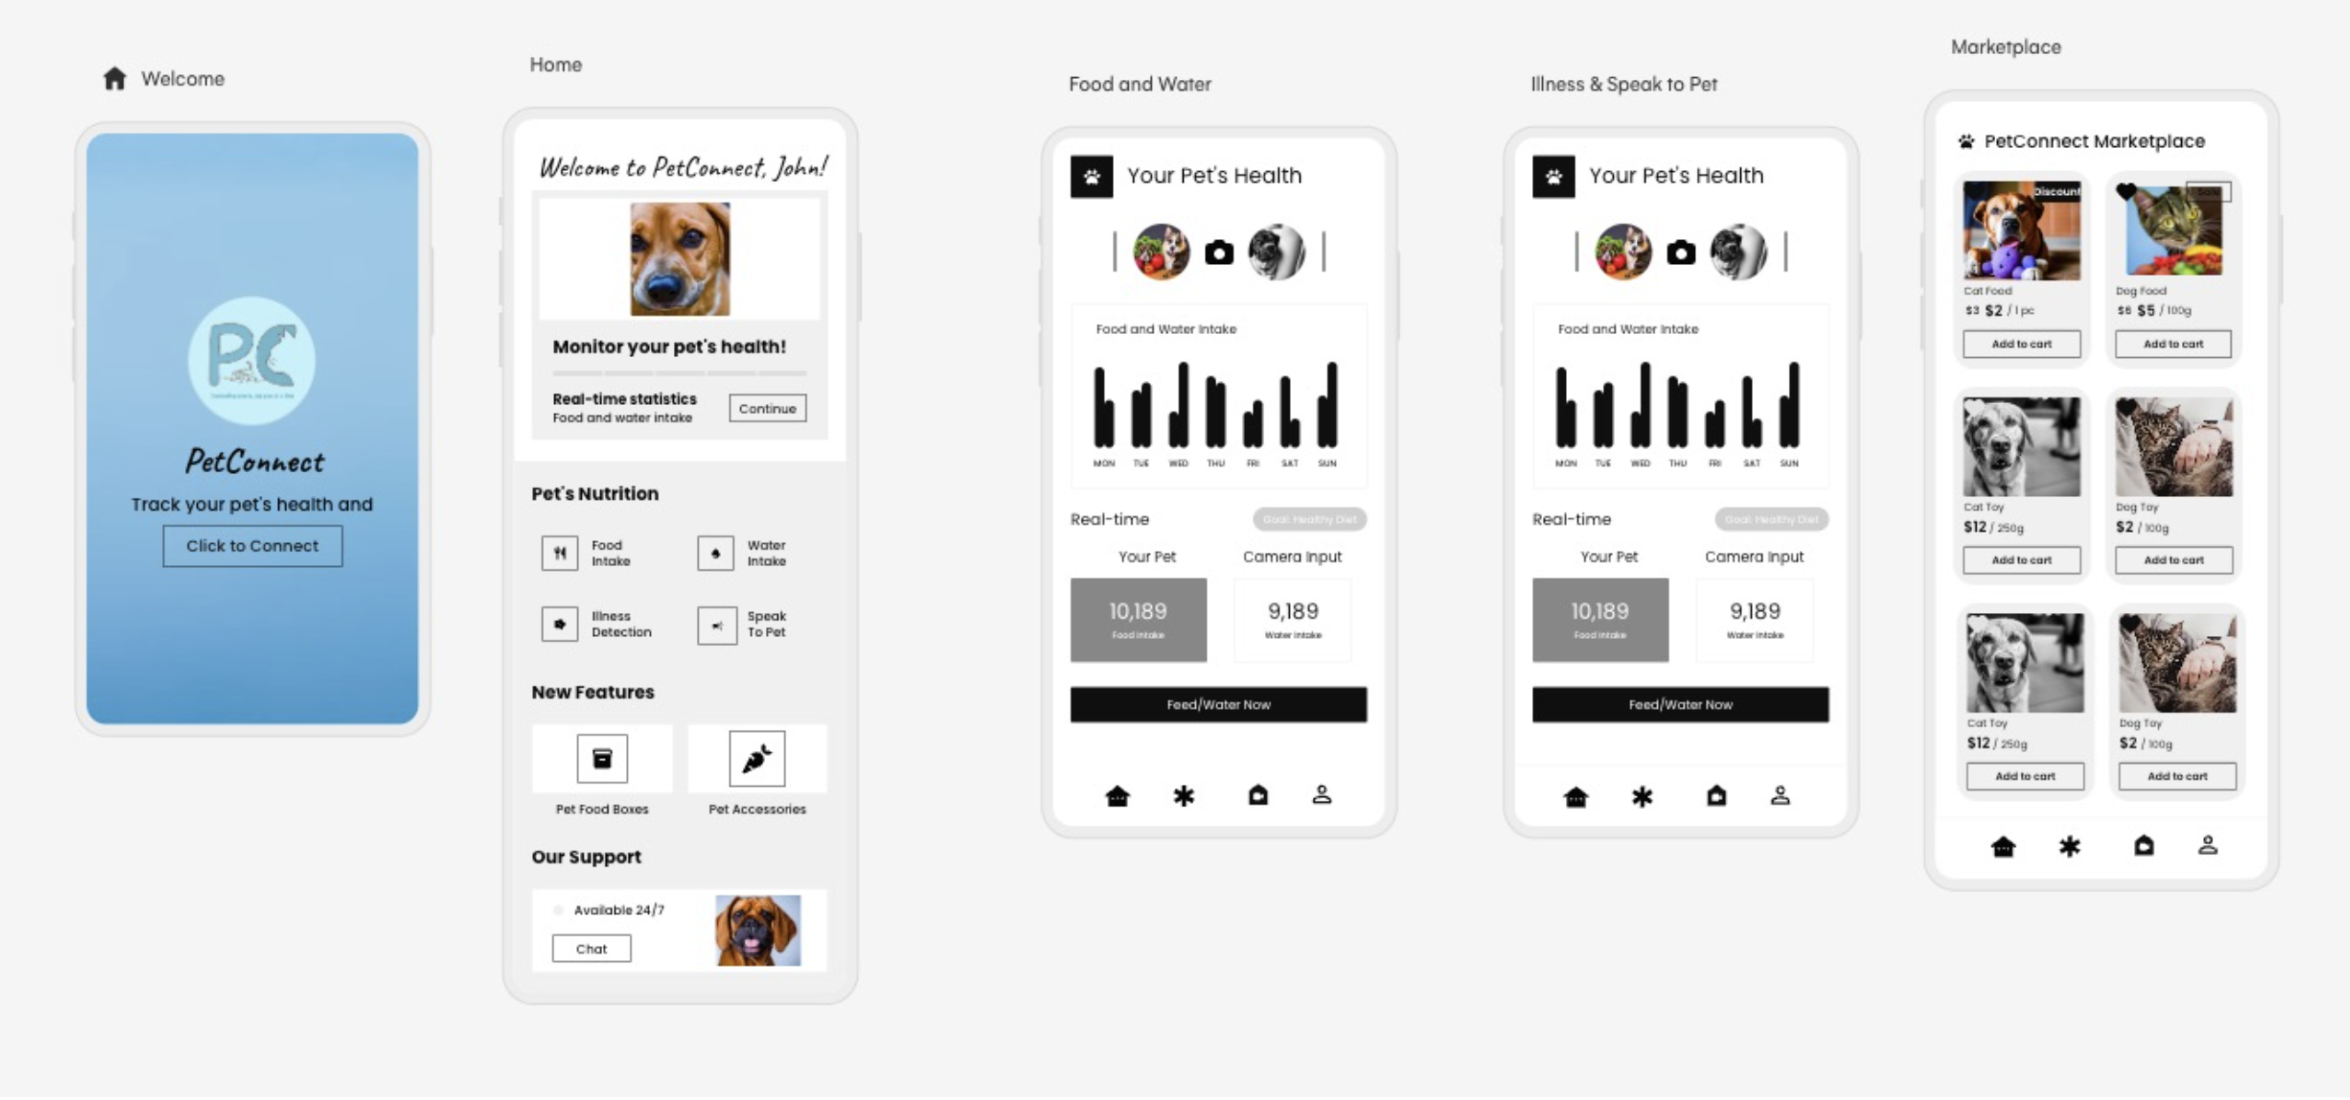 Welcome
PC
PetConnect
Track your pet's health and
Click to Connect
Home
Welcome to PetConnect, John!
Monitor your pet's health!
Real-time statistics
Food and water intake
Continue
Pet's Nutrition
Food
Intake
Water
Intake
Illness
Detection
Speak
To Pet
New Features
Pet Food Boxes
Pet Accessories
Our Support
Available 24/7
Chat
Food and Water
Your Pet's Health
Food and Water Intake
MON TUE WED THU FRI SAT SUN
Real-time
Goal: Healthy Diet
Your Pet
Camera Input
10,189
Food Intake
9,189
Water Intake
Feed/Water Now
Illness & Speak to Pet
Your Pet's Health
Food and Water Intake
MON TUE WED THU FRI SAT SUN
Real-time
Goal: Healthy Diet
Your Pet
Camera Input
10,189
Food Intake
9,189
Water Intake
Feed/Water Now
Marketplace
PetConnect Marketplace
Discount
Cat Food
$3 $2 / 1 pc
Add to cart
Dog Food
$6 $5 / 100g
Add to cart
Cat Toy
$12 / 250g
Add to cart
Dog Toy
$2 / 100g
Add to cart
Cat Toy
$12 / 250g
Add to cart
Dog Toy
$2 / 100g
Add to cart